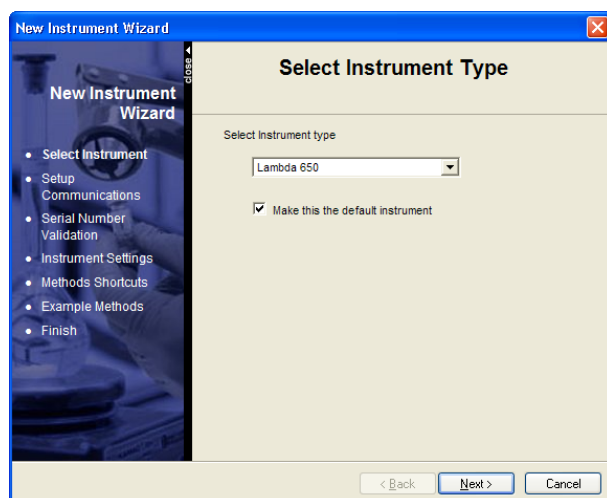 New Instrument Wizard
close
New Instrument
Wizard
• Select Instrument
• Setup
Communications
• Serial Number
Validation
• Instrument Settings
• Methods Shortcuts
• Example Methods
• Finish
Select Instrument Type
Select Instrument type
Lambda 650
Make this the default instrument
< Back
Next >
Cancel